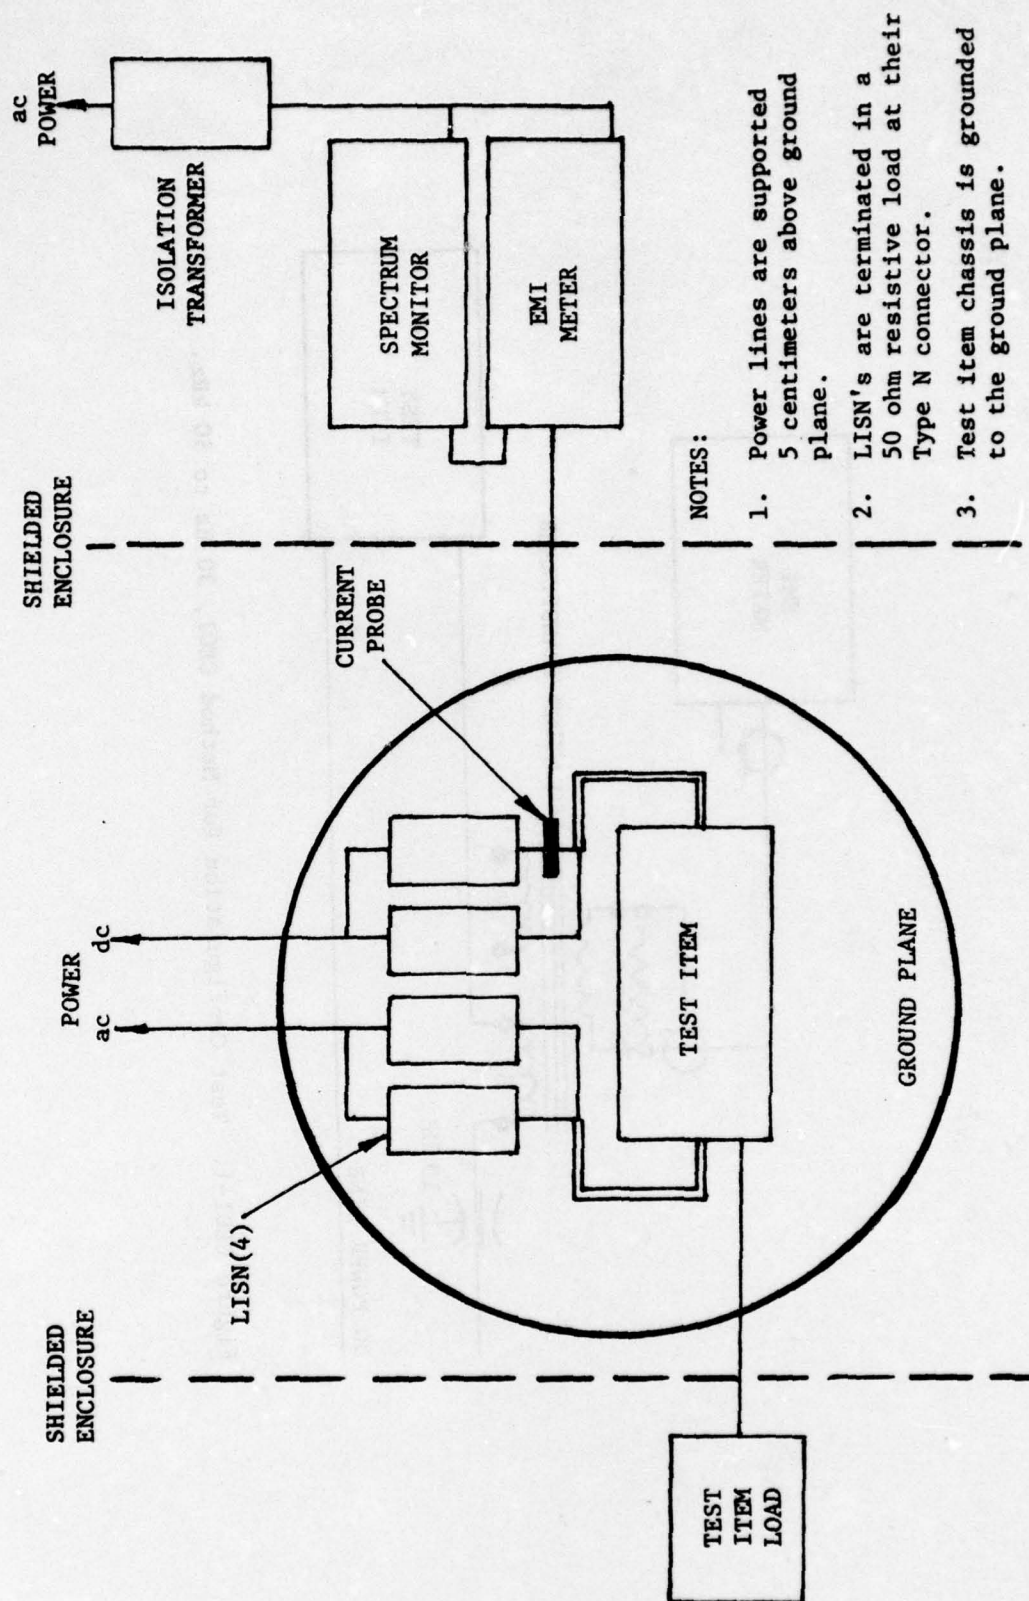 SHIELDED
ENCLOSURE
SHIELDED
ENCLOSURE
ac
POWER
ISOLATION
TRANSFORMER
SPECTRUM
MONITOR
EMI
METER
CURRENT
PROBE
POWER
ac
dc
LISN(4)
TEST ITEM
GROUND PLANE
TEST
ITEM
LOAD
NOTES:
1. Power lines are supported
5 centimeters above ground
plane.
2. LISN's are terminated in a
50 ohm resistive load at their
Type N connector.
3. Test item chassis is grounded
to the ground plane.